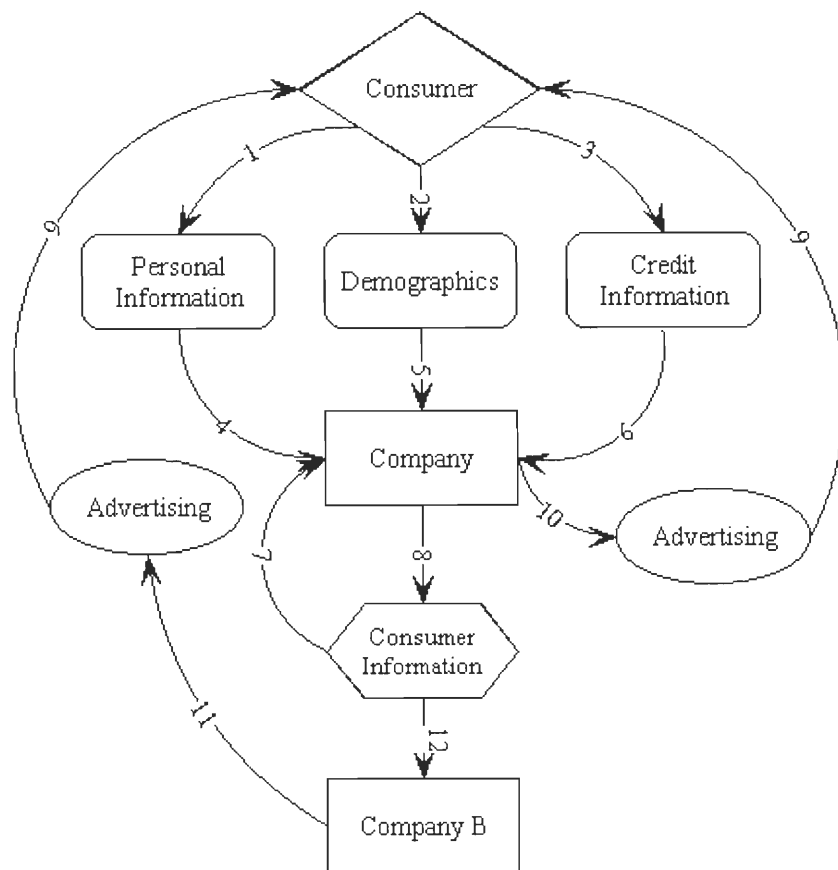 Consumer
1
2
3
9
9
Personal
Information
Demographics
Credit
Information
4
5
6
Company
Advertising
10
Advertising
7
8
Consumer
Information
11
12
Company B